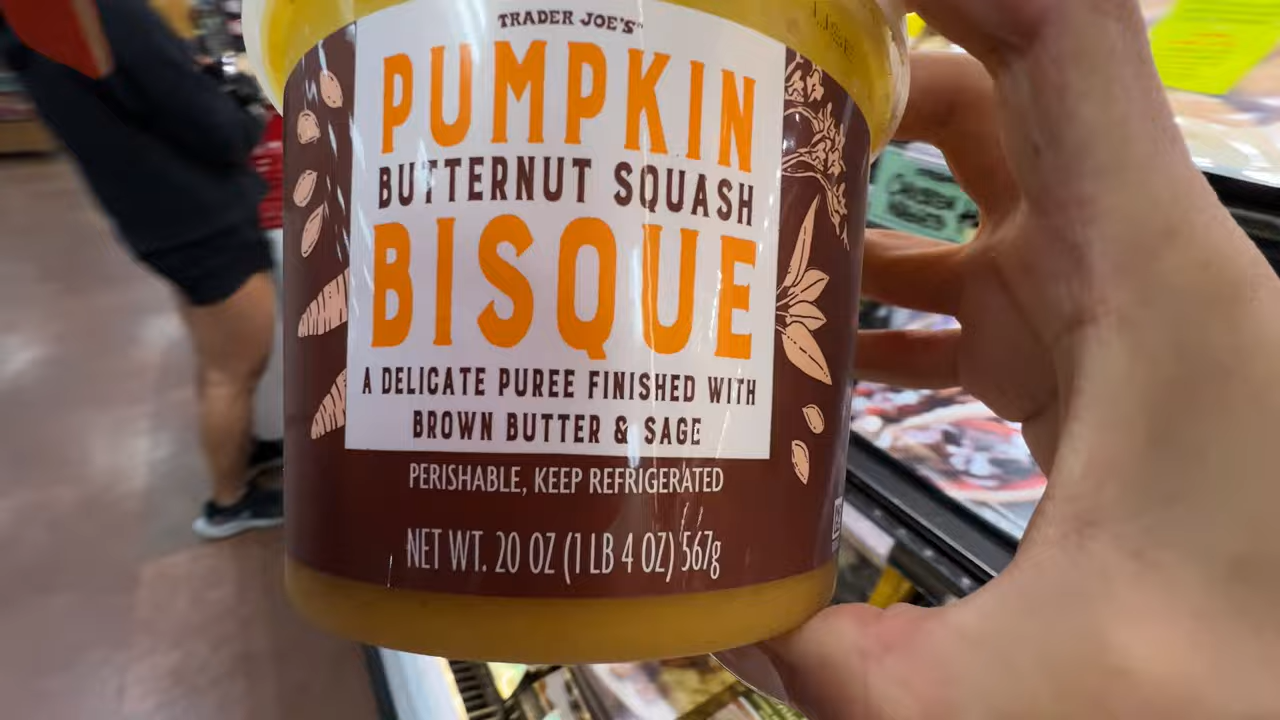 TRADER JOE'S
PUMPKIN
BUTTERNUT SQUASH
BISQUE
A DELICATE PUREE FINISHED WITH
BROWN BUTTER & SAGE
PERISHABLE, KEEP REFRIGERATED
NET WT. 20 OZ (1 LB 4 OZ) 567g